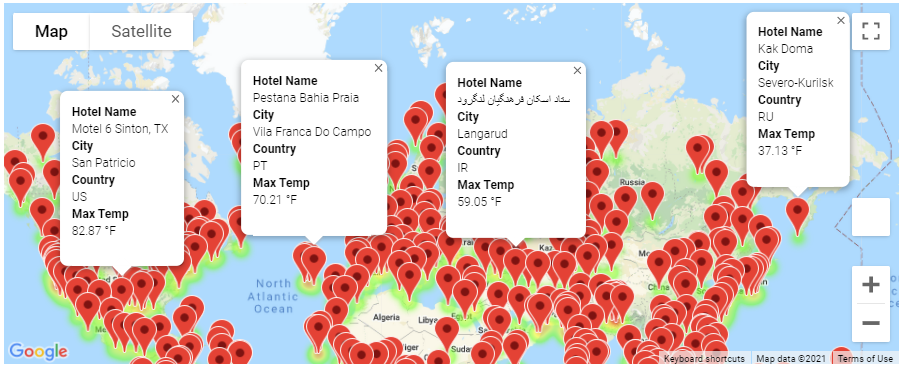 Map
Satellite
Hotel Name
Motel 6 Sinton, TX
City
San Patricio
Country
US
Max Temp
82.87 °F
Hotel Name
Pestana Bahia Praia
City
Vila Franca Do Campo
Country
PT
Max Temp
70.21 °F
Hotel Name
ستاد اسکان فرهنگیان لنگرود
City
Langarud
Country
IR
Max Temp
59.05 °F
Hotel Name
Kak Doma
City
Severo-Kurilsk
Country
RU
Max Temp
37.13 °F
Russia
North
Atlantic
Ocean
Algeria
Libya
Google
Keyboard shortcuts
Map data ©2021
Terms of Use